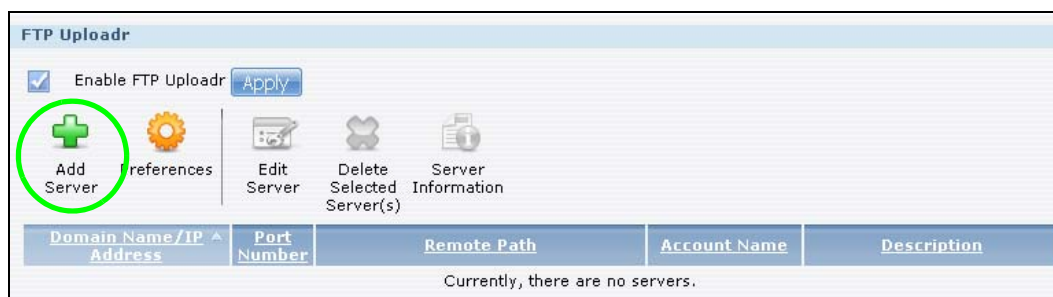 FTP Uploadr
Enable FTP Uploadr Apply
Add Server
Preferences
Edit Server
Delete Selected Server(s)
Server Information
Domain Name/IP Address
Port Number
Remote Path
Account Name
Description
Currently, there are no servers.